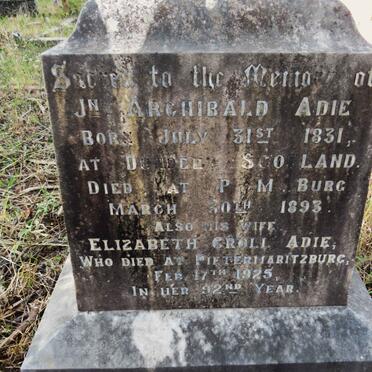 Sacred to the Memory of
JN ARCHIBALD ADIE
BORN JULY 31ST 1831,
AT DUNDEE SCOLAND.
DIED AT P. M. BURG
MARCH 30TH 1893.
ALSO HIS WIFE
ELIZABETH CROLL ADIE,
WHO DIED AT PIETERMARITZBURG,
FEB. 17TH 1925.
IN HER 92ND YEAR.